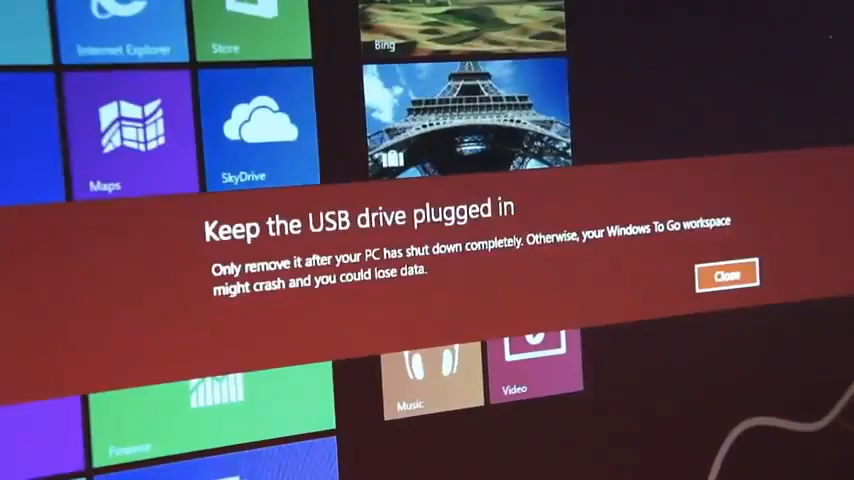 Internet Explorer
Store
Bing
Maps
SkyDrive
Keep the USB drive plugged in
Only remove it after your PC has shut down completely. Otherwise, your Windows To Go workspace
might crash and you could lose data.
Close
Music
Video
Finance